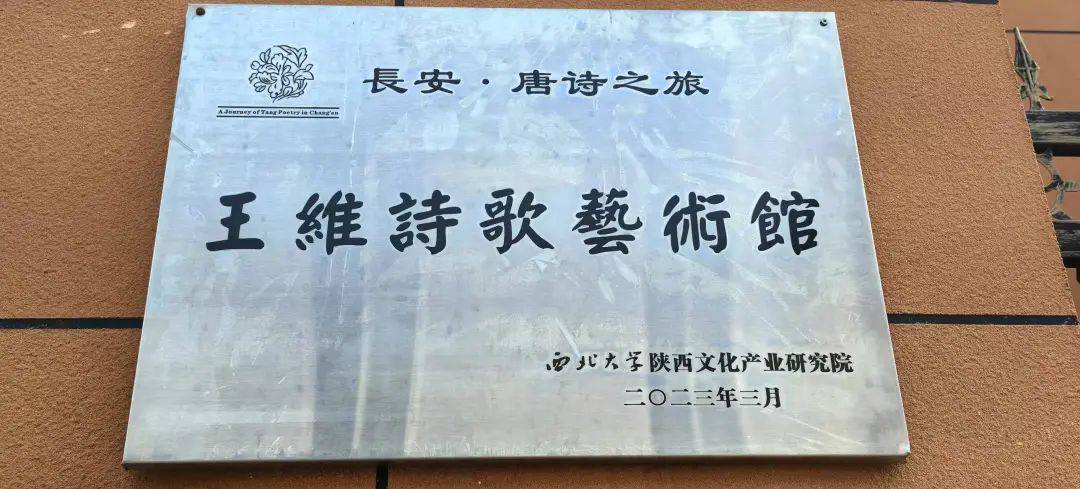 長安·唐诗之旅
A Journey of Tang Poetry in Chang'an
王維詩歌藝術館
西北大学陕西文化产业研究院
二〇二三年三月